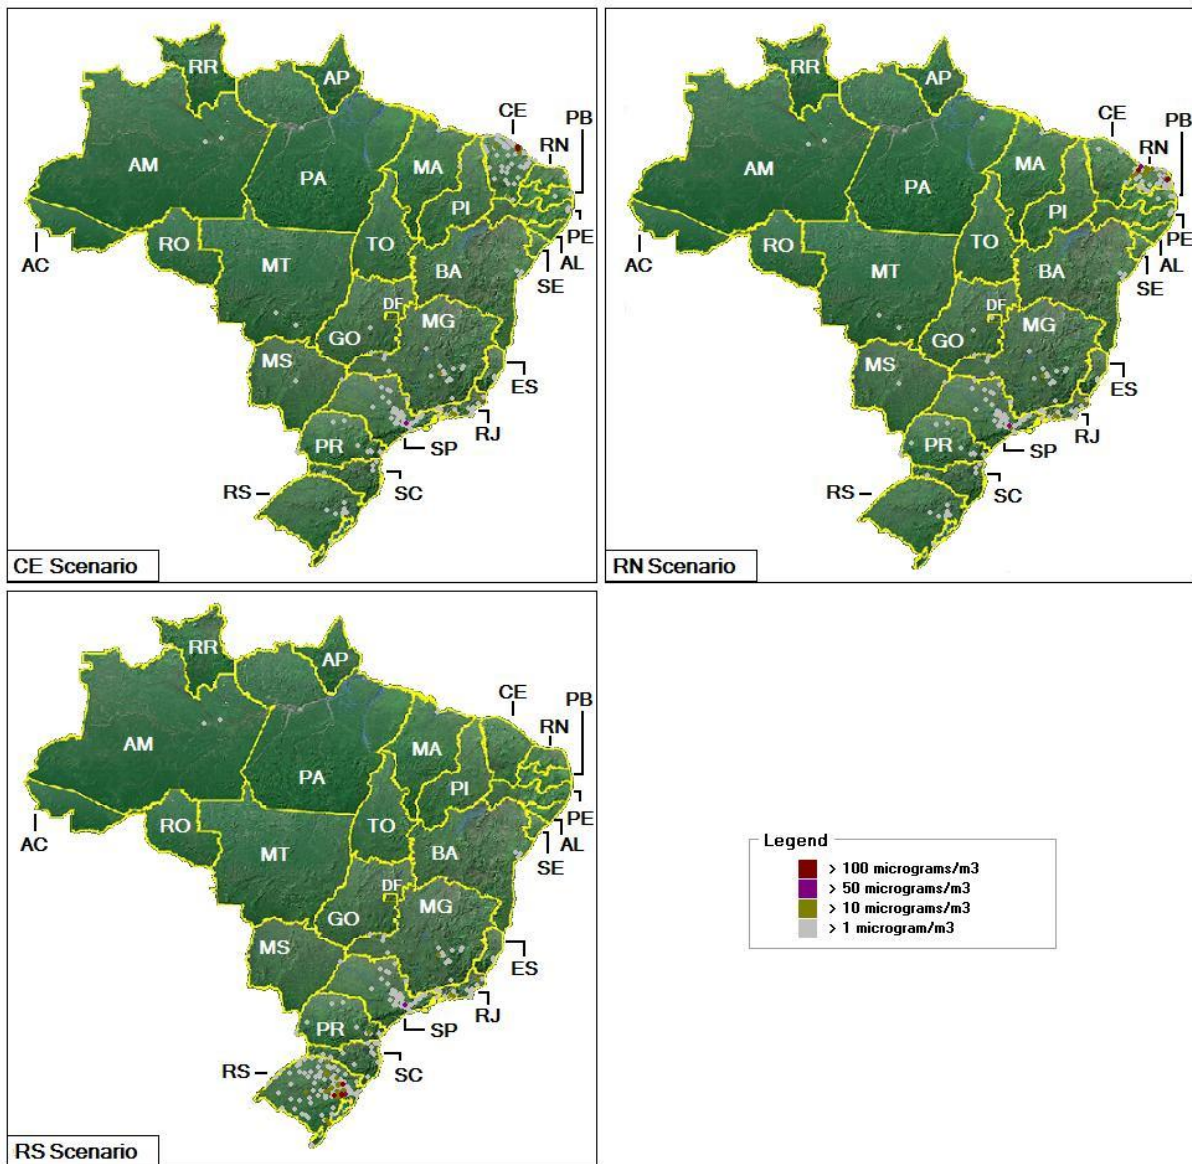 RR
AP
CE
PB
RN
AM
PA
MA
PI
PE
AL
SE
AC
RO
MT
TO
BA
DF
GO
MG
MS
ES
PR
SP
RJ
RS
SC
CE Scenario
RR
AP
CE
PB
RN
AM
PA
MA
PI
PE
AL
SE
AC
RO
MT
TO
BA
DF
GO
MG
MS
ES
PR
SP
RJ
RS
SC
RN Scenario
RR
AP
CE
PB
RN
AM
PA
MA
PI
PE
AL
SE
AC
RO
MT
TO
BA
DF
GO
MG
MS
ES
PR
SP
RJ
RS
SC
RS Scenario
Legend
> 100 micrograms/m3
> 50 micrograms/m3
> 10 micrograms/m3
> 1 microgram/m3